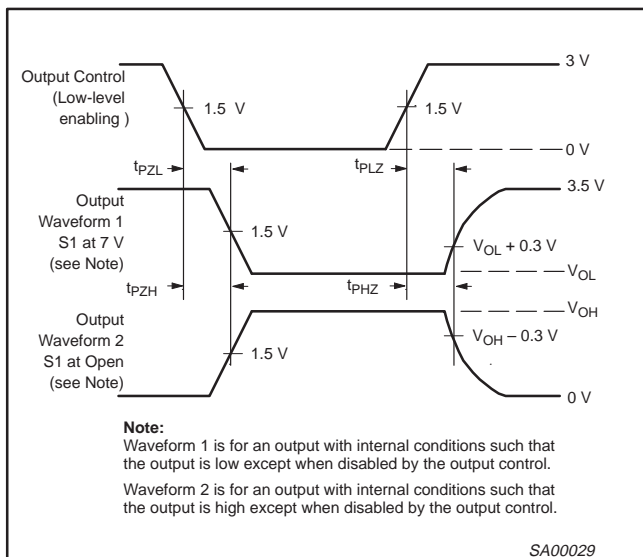 3 V
Output Control
(Low-level
enabling )
1.5 V
1.5 V
0 V
tPZL
tPLZ
3.5 V
Output
Waveform 1
S1 at 7 V
(see Note)
1.5 V
VOL + 0.3 V
VOL
tPZH
tPHZ
VOH
Output
Waveform 2
S1 at Open
(see Note)
VOH – 0.3 V
1.5 V
0 V
Note:
Waveform 1 is for an output with internal conditions such that
the output is low except when disabled by the output control.
Waveform 2 is for an output with internal conditions such that
the output is high except when disabled by the output control.
SA00029